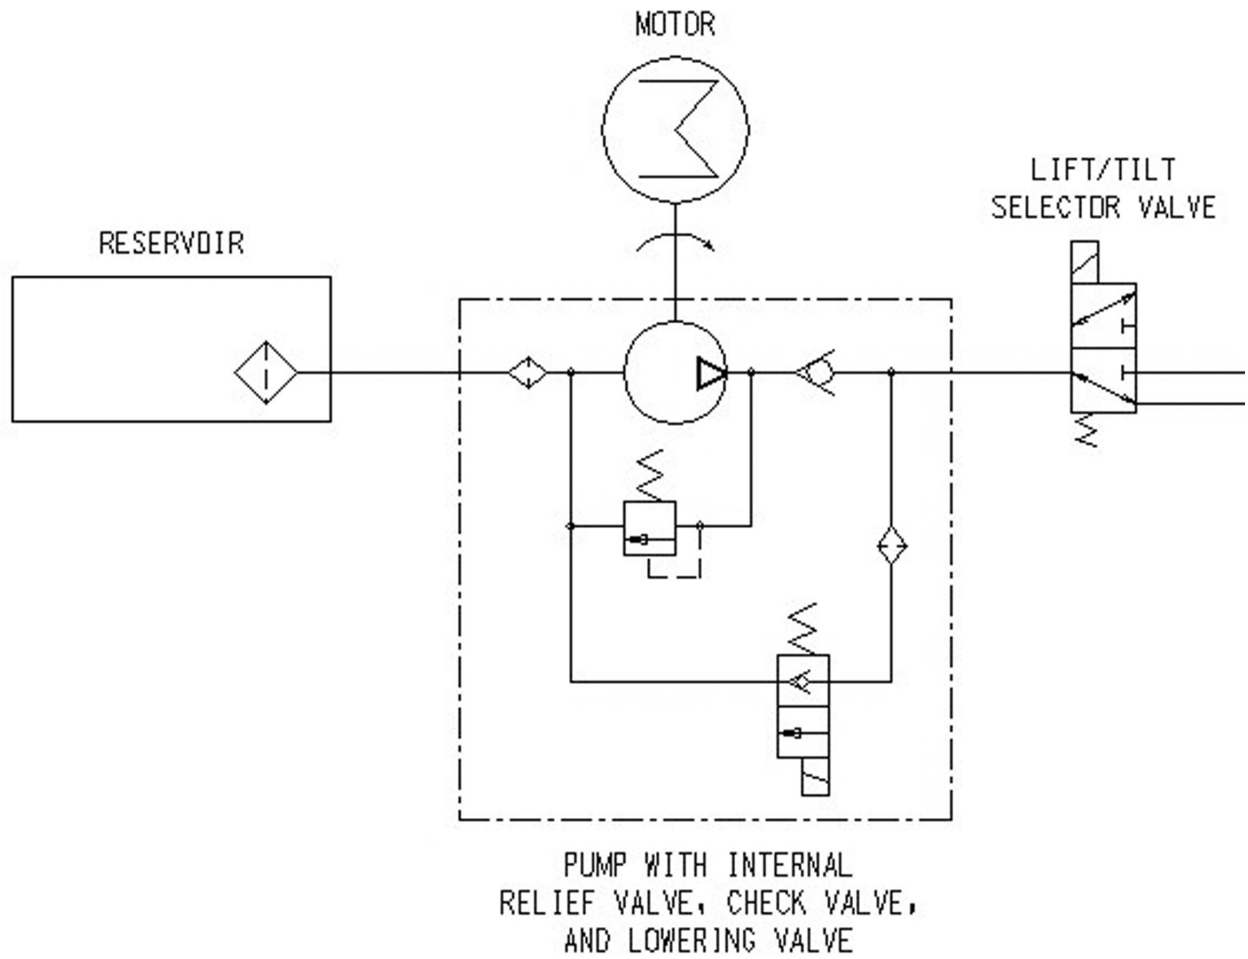 MOTOR
LIFT/TILT
SELECTOR VALVE
RESERVOIR
PUMP WITH INTERNAL
RELIEF VALVE, CHECK VALVE,
AND LOWERING VALVE